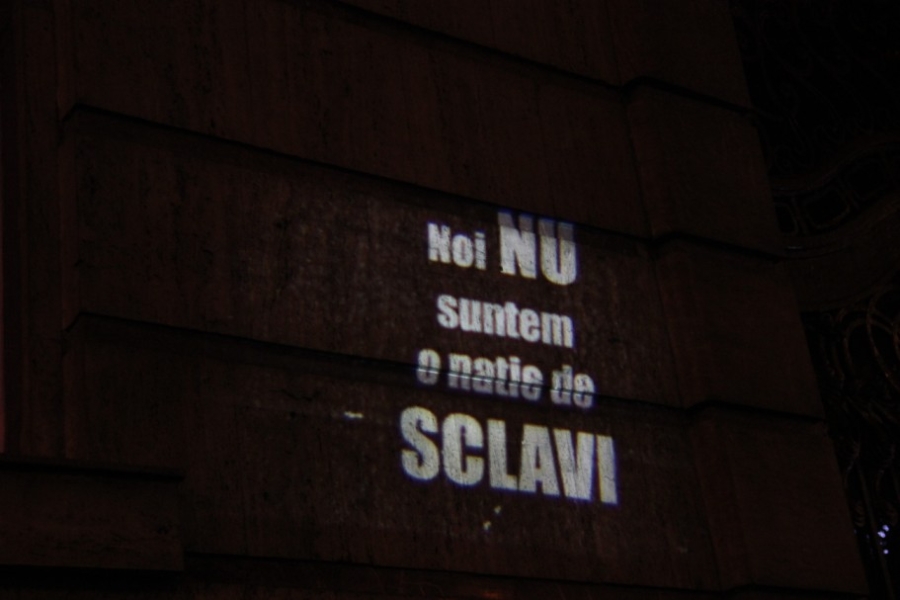 Noi NU
suntem
o natie de
SCLAVI